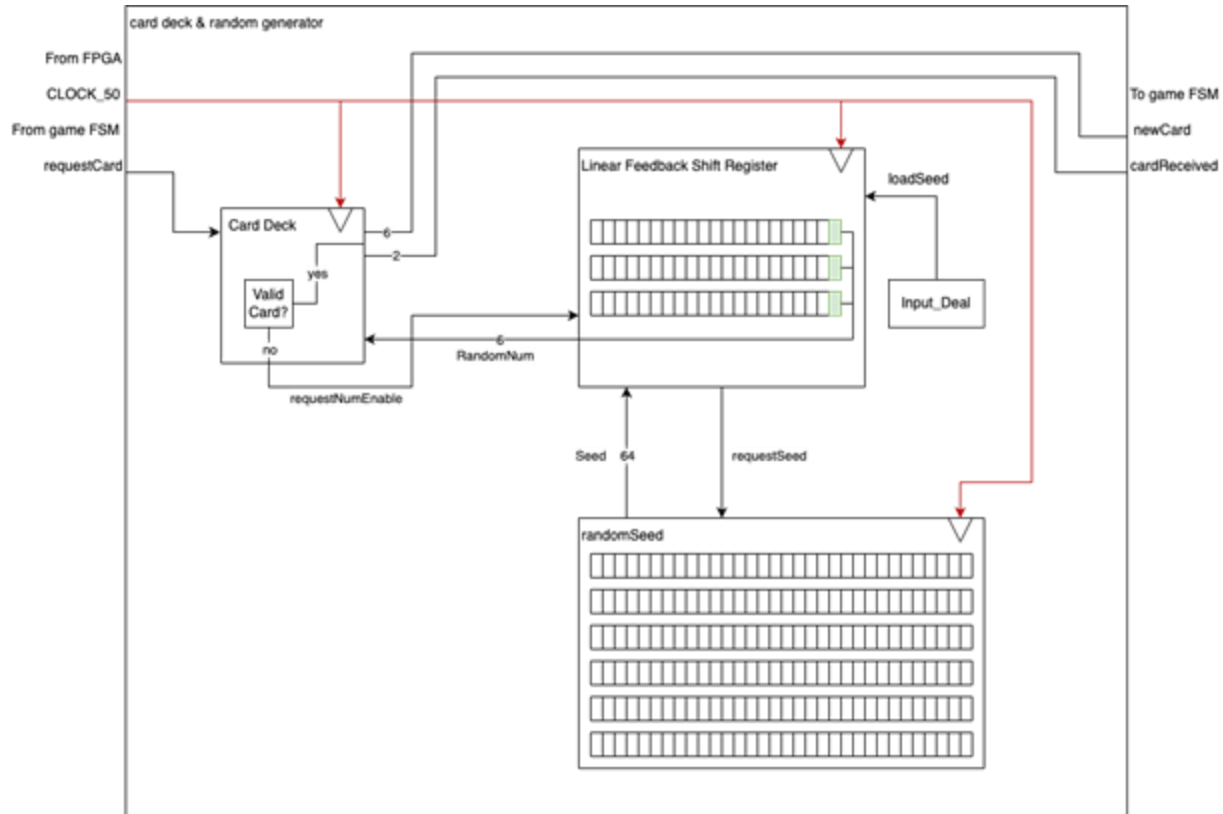 card deck & random generator
From FPGA
CLOCK_50
From game FSM
requestCard
To game FSM
newCard
cardReceived
Card Deck
6
2
yes
Valid
Card?
no
requestNumEnable
Linear Feedback Shift Register
loadSeed
Input_Deal
6
RandomNum
Seed 64
requestSeed
randomSeed